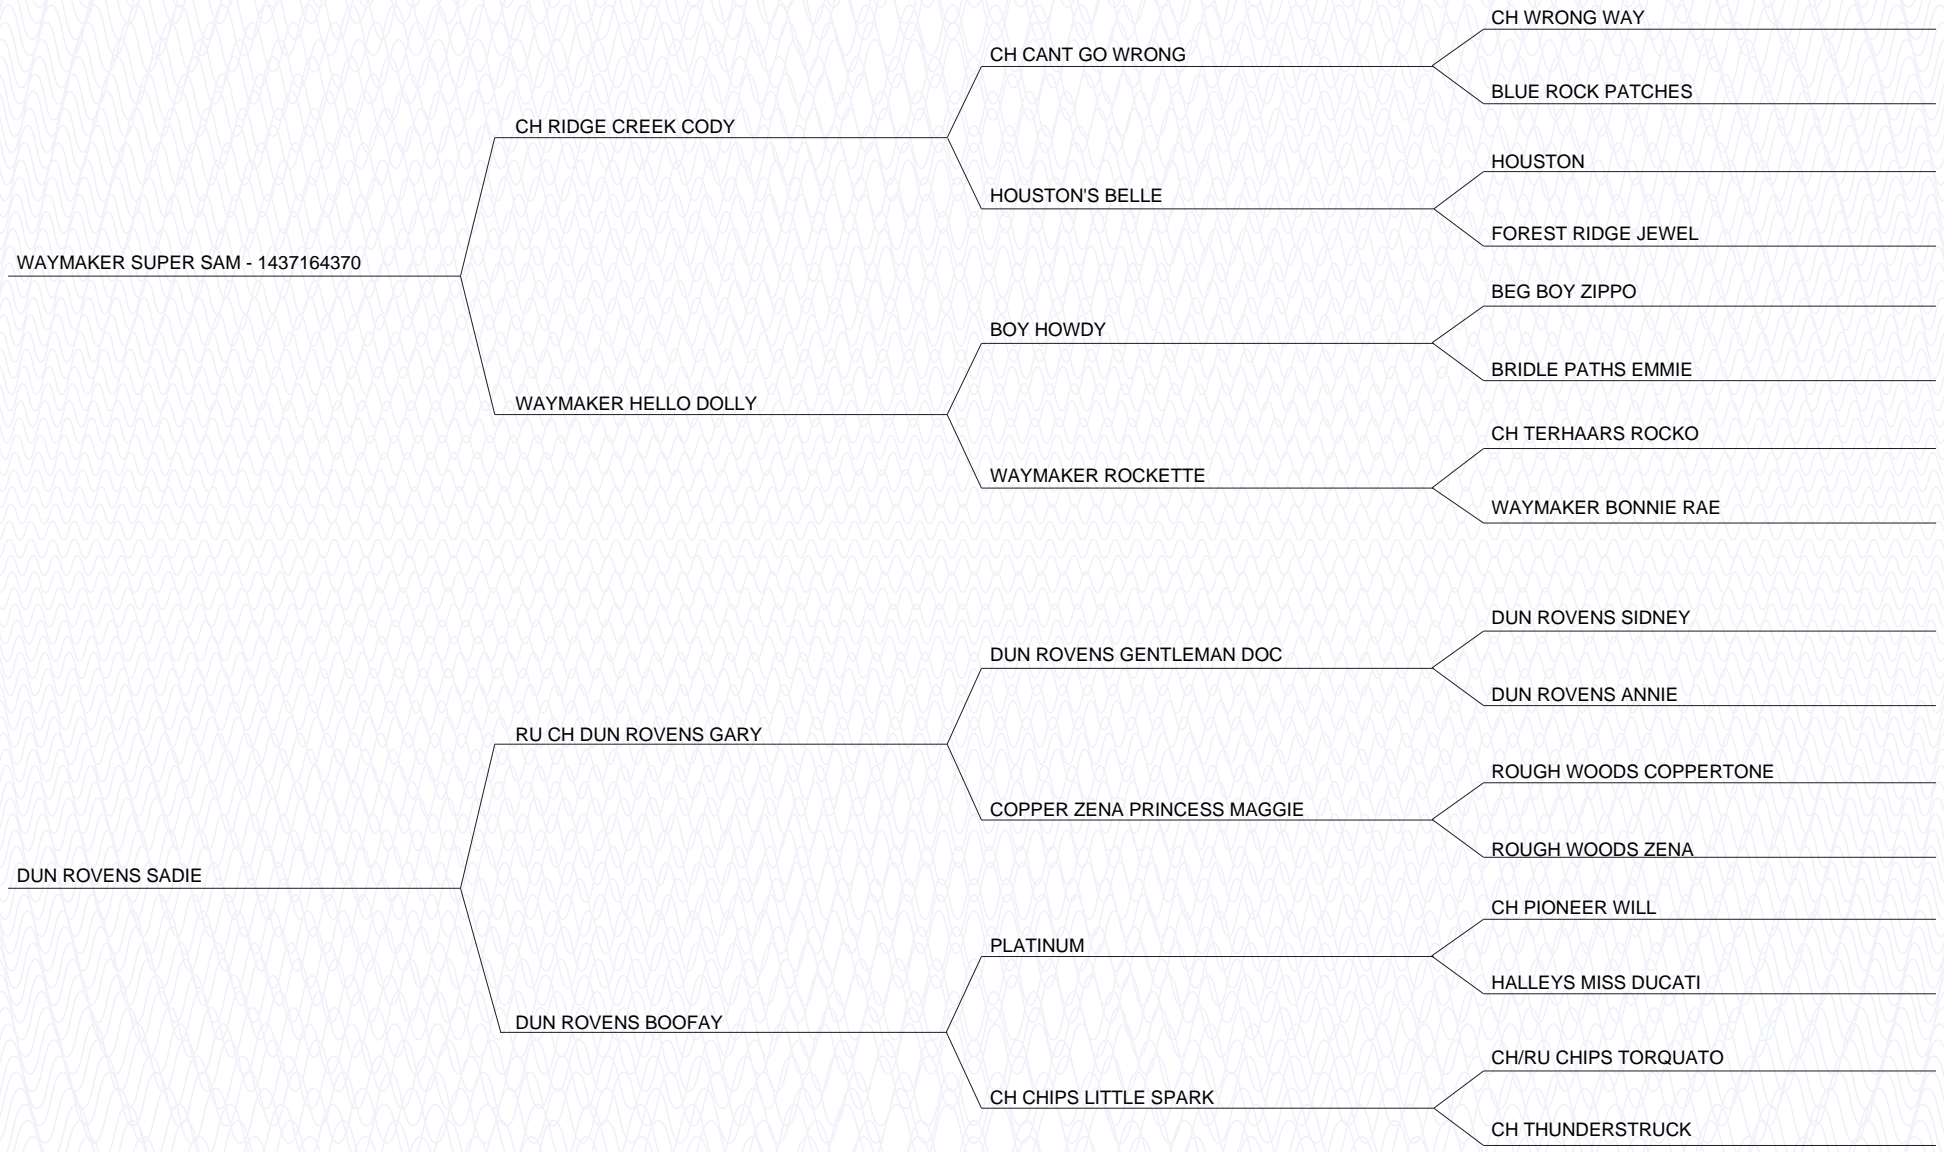 CH WRONG WAY
CH CANT GO WRONG
BLUE ROCK PATCHES
CH RIDGE CREEK CODY
HOUSTON
HOUSTON'S BELLE
FOREST RIDGE JEWEL
WAYMAKER SUPER SAM - 1437164370
BEG BOY ZIPPO
BOY HOWDY
BRIDLE PATHS EMMIE
WAYMAKER HELLO DOLLY
CH TERHAARS ROCKO
WAYMAKER ROCKETTE
WAYMAKER BONNIE RAE
DUN ROVENS SIDNEY
DUN ROVENS GENTLEMAN DOC
DUN ROVENS ANNIE
RU CH DUN ROVENS GARY
ROUGH WOODS COPPERTONE
COPPER ZENA PRINCESS MAGGIE
ROUGH WOODS ZENA
DUN ROVENS SADIE
CH PIONEER WILL
PLATINUM
HALLEYS MISS DUCATI
DUN ROVENS BOOFAY
CH/RU CHIPS TORQUATO
CH CHIPS LITTLE SPARK
CH THUNDERSTRUCK